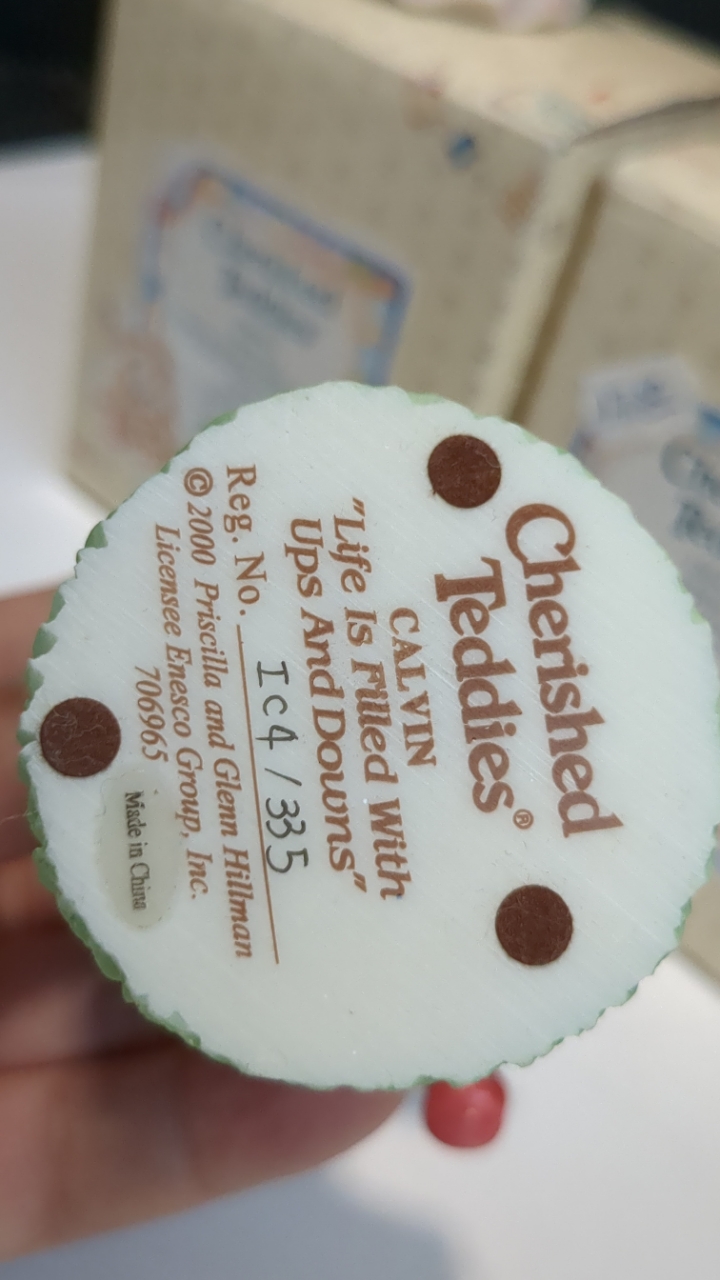 Cherished
Teddies®
CALVIN
"Life Is Filled With
Ups And Downs"
Reg. No. Ic4/335
© 2000 Priscilla and Glenn Hillman
Licensee Enesco Group, Inc.
706965
Made in China